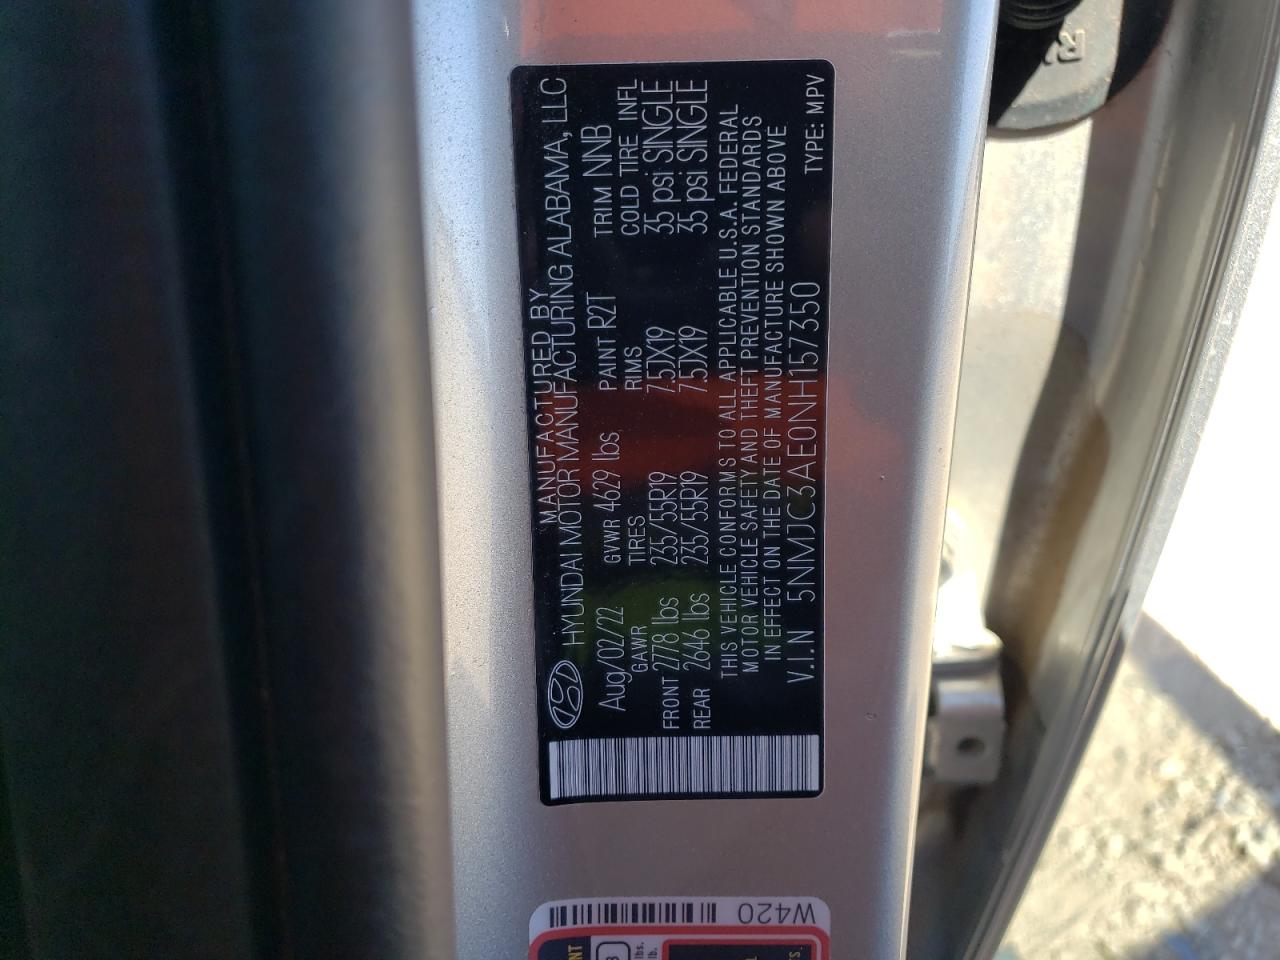 MANUFACTURED BY
HYUNDAI MOTOR MANUFACTURING ALABAMA, LLC
Aug/02/22 GVWR 4629 lbs PAINT R2T TRIM NNB
GAWR TIRES RIMS COLD TIRE INFL
FRONT 2778 lbs 235/55R19 7.5JX19 35 psi SINGLE
REAR 2646 lbs 235/55R19 7.5JX19 35 psi SINGLE
THIS VEHICLE CONFORMS TO ALL APPLICABLE U.S.A. FEDERAL
MOTOR VEHICLE SAFETY AND THEFT PREVENTION STANDARDS
IN EFFECT ON THE DATE OF MANUFACTURE SHOWN ABOVE
V.I.N 5NMJC3AE0NH157350 TYPE: MPV
W420
lbs.
lb.